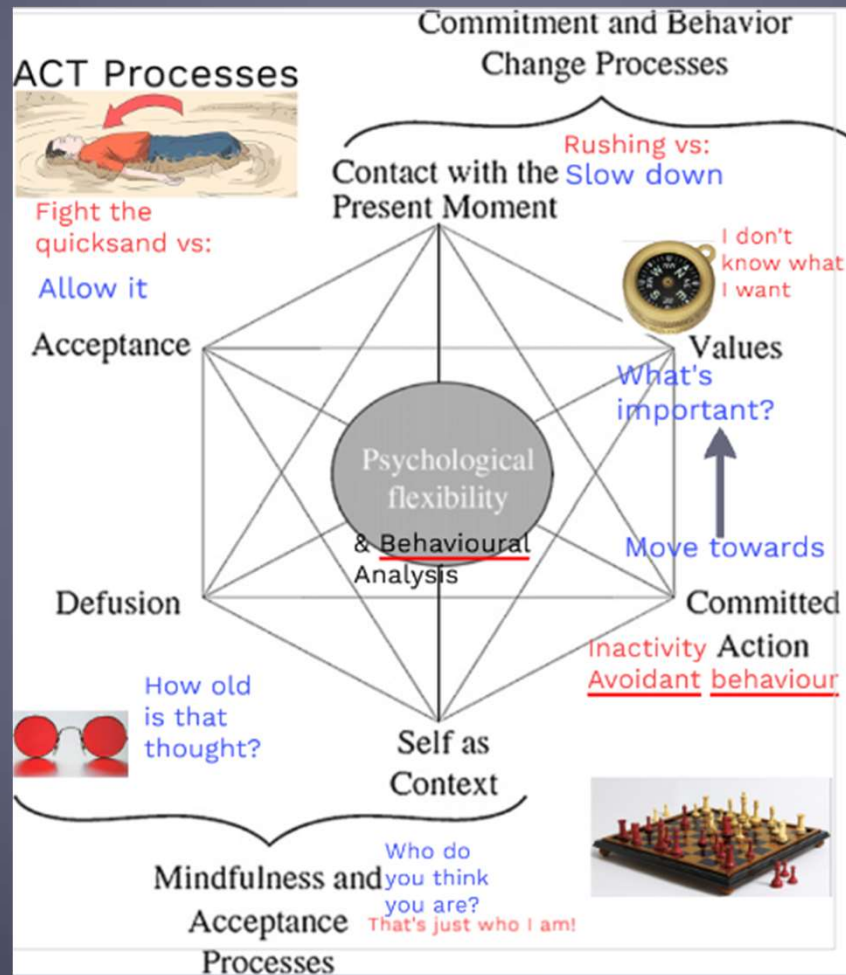 Commitment and Behavior
Change Processes
ACT Processes
Rushing vs:
Slow down
Contact with the
Present Moment
Fight the
quicksand vs:
Allow it
I don't
know what
I want
Acceptance
Values
What's
important?
Psychological
flexibility
& Behavioural
Analysis
Move towards
Defusion
Committed
Action
Inactivity
Avoidant behaviour
How old
is that
thought?
Self as
Context
Mindfulness and
Acceptance
Processes
Who do
you think
you are?
That's just who I am!